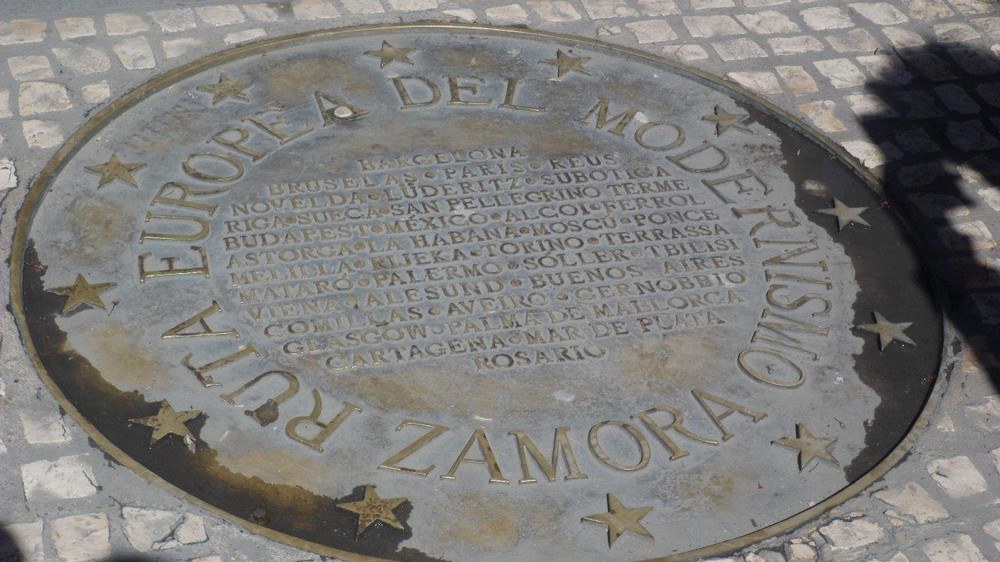 RUTA EUROPEA DEL MODERNISMO
ZAMORA
BARCELONA
BRUSELAS★PARIS★REUS
NOVELDA★LÜDERITZ★SUBOTICA
RIGA★SUECA★SAN PELLEGRINO TERME
BUDAPEST★MEXICO★ALCOI★FERROL
ASTORGA★LA HABANA★MOSCÚ★PONCE
MELILLA★RIJEKA★TORINO★TERRASSA
MATARO★PALERMO★SÓLLER★TBILISI
VIENA★ALESUND★BUENOS AIRES
COMILLAS★AVEIRO★CERNOBBIO
GLASGOW★PALMA DE MALLORCA
CARTAGENA★MAR DE PLATA
ROSARIO